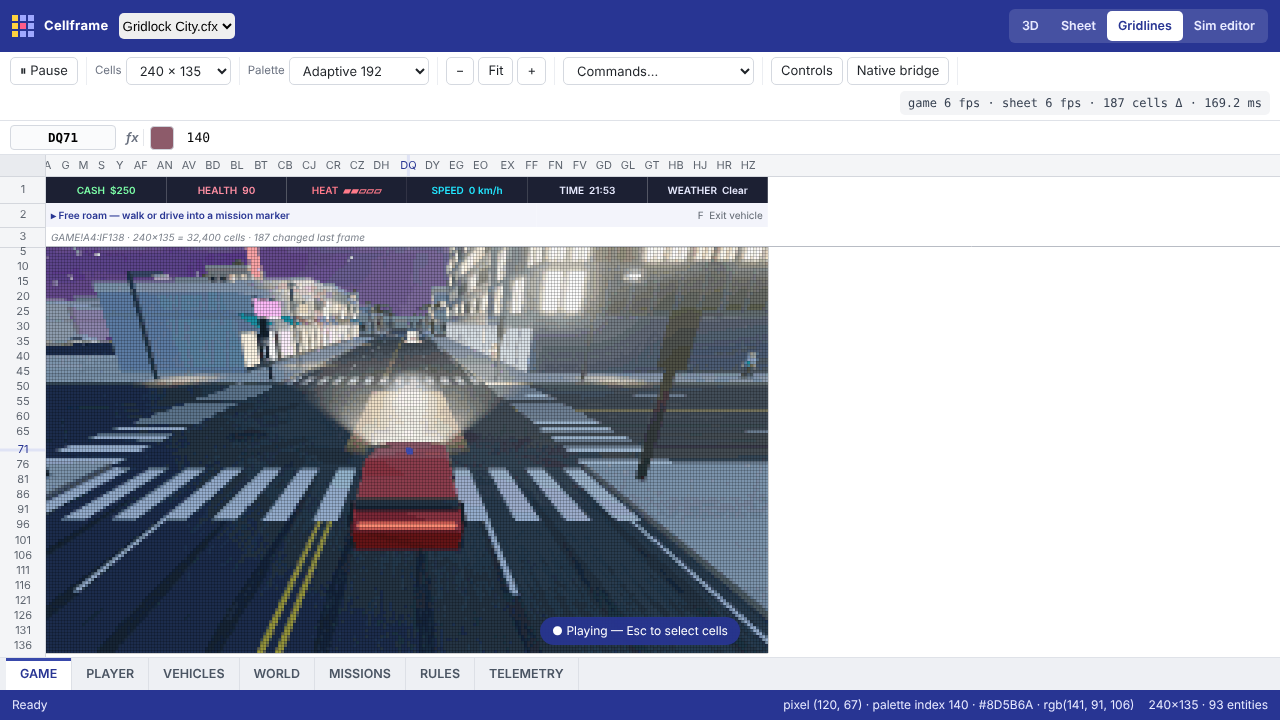 Cellframe Gridlock City.cfx 3D Sheet Gridlines Sim editor
Pause Cells 240 × 135 Palette Adaptive 192 − Fit + Commands... Controls Native bridge
game 6 fps · sheet 6 fps · 187 cells Δ · 169.2 ms
DQ71 fx 140
A G M S Y AF AN AV BD BL BT CB CJ CR CZ DH DQ DY EG EO EX FF FN FV GD GL GT HB HJ HR HZ
1 CASH $250 HEALTH 90 HEAT ▰▰▱▱▱ SPEED 0 km/h TIME 21:53 WEATHER Clear
2 ▸ Free roam — walk or drive into a mission marker F Exit vehicle
3 GAME!A4:IF138 · 240×135 = 32,400 cells · 187 changed last frame
10
15
20
25
30
35
40
45
50
55
60
65
71
76
81
86
91
96
101
106
111
116
121
126
131 Playing — Esc to select cells
136
GAME PLAYER VEHICLES WORLD MISSIONS RULES TELEMETRY
Ready pixel (120, 67) · palette index 140 · #8D5B6A · rgb(141, 91, 106) 240×135 · 93 entities